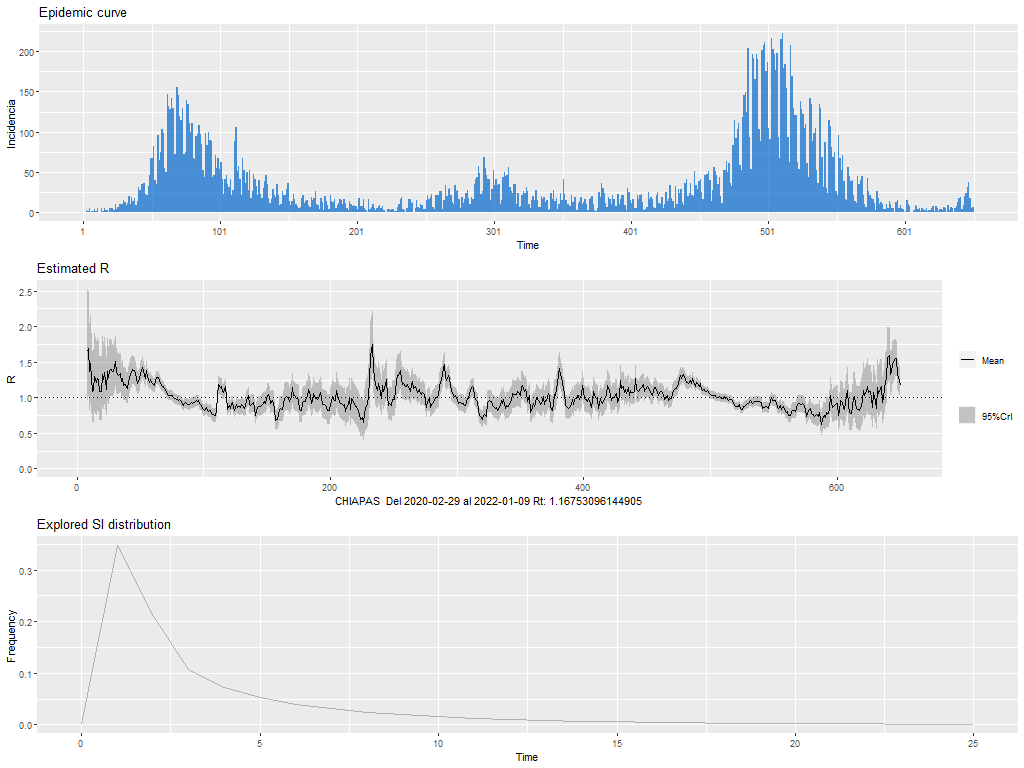 Epidemic curve
Incidencia
200
150
100
50
0
1
101
201
301
401
501
601
Time
Estimated R
R
2.5
2.0
1.5
1.0
0.5
0.0
0
200
400
600
Mean
95%CrI
CHIAPAS Del 2020-02-29 al 2022-01-09 Rt: 1.16753096144905
Explored SI distribution
Frequency
0.3
0.2
0.1
0.0
0
5
10
15
20
25
Time